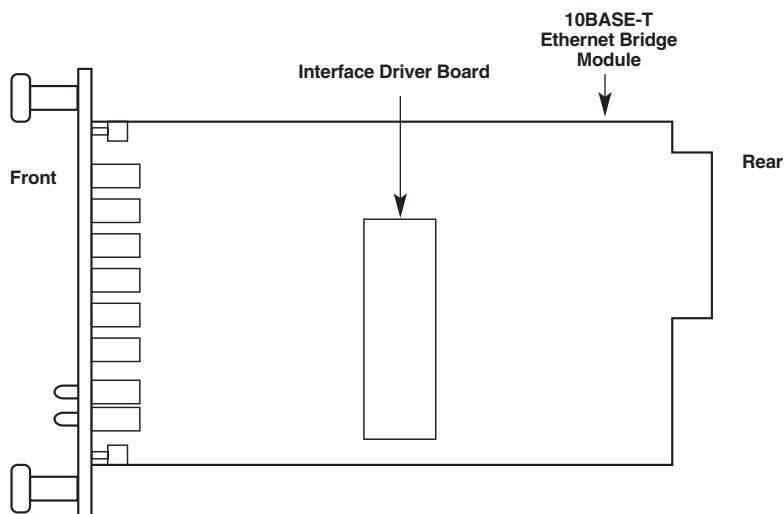 10BASE-T
Ethernet Bridge
Module
Interface Driver Board
Front
Rear